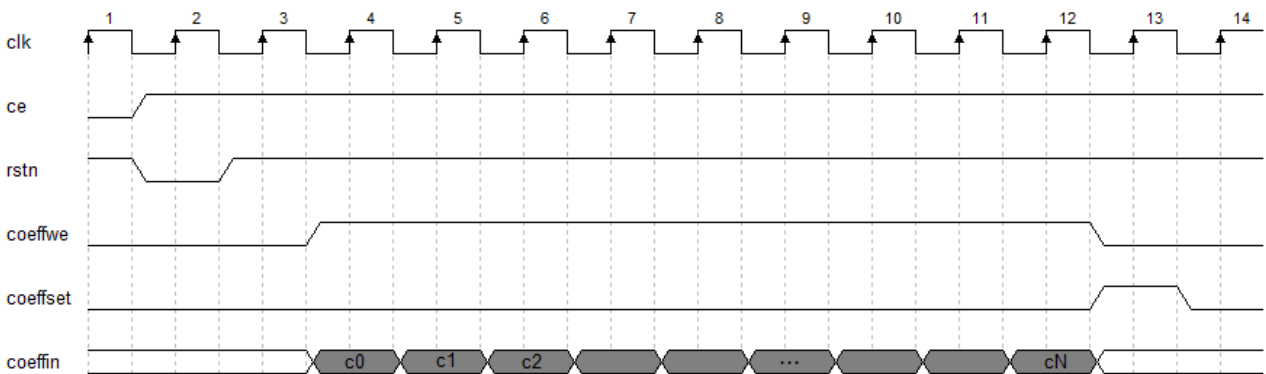 1 2 3 4 5 6 7 8 9 10 11 12 13 14
clk
ce
rstn
coeffwe
coeffset
coeffin c0 c1 c2 ... cN